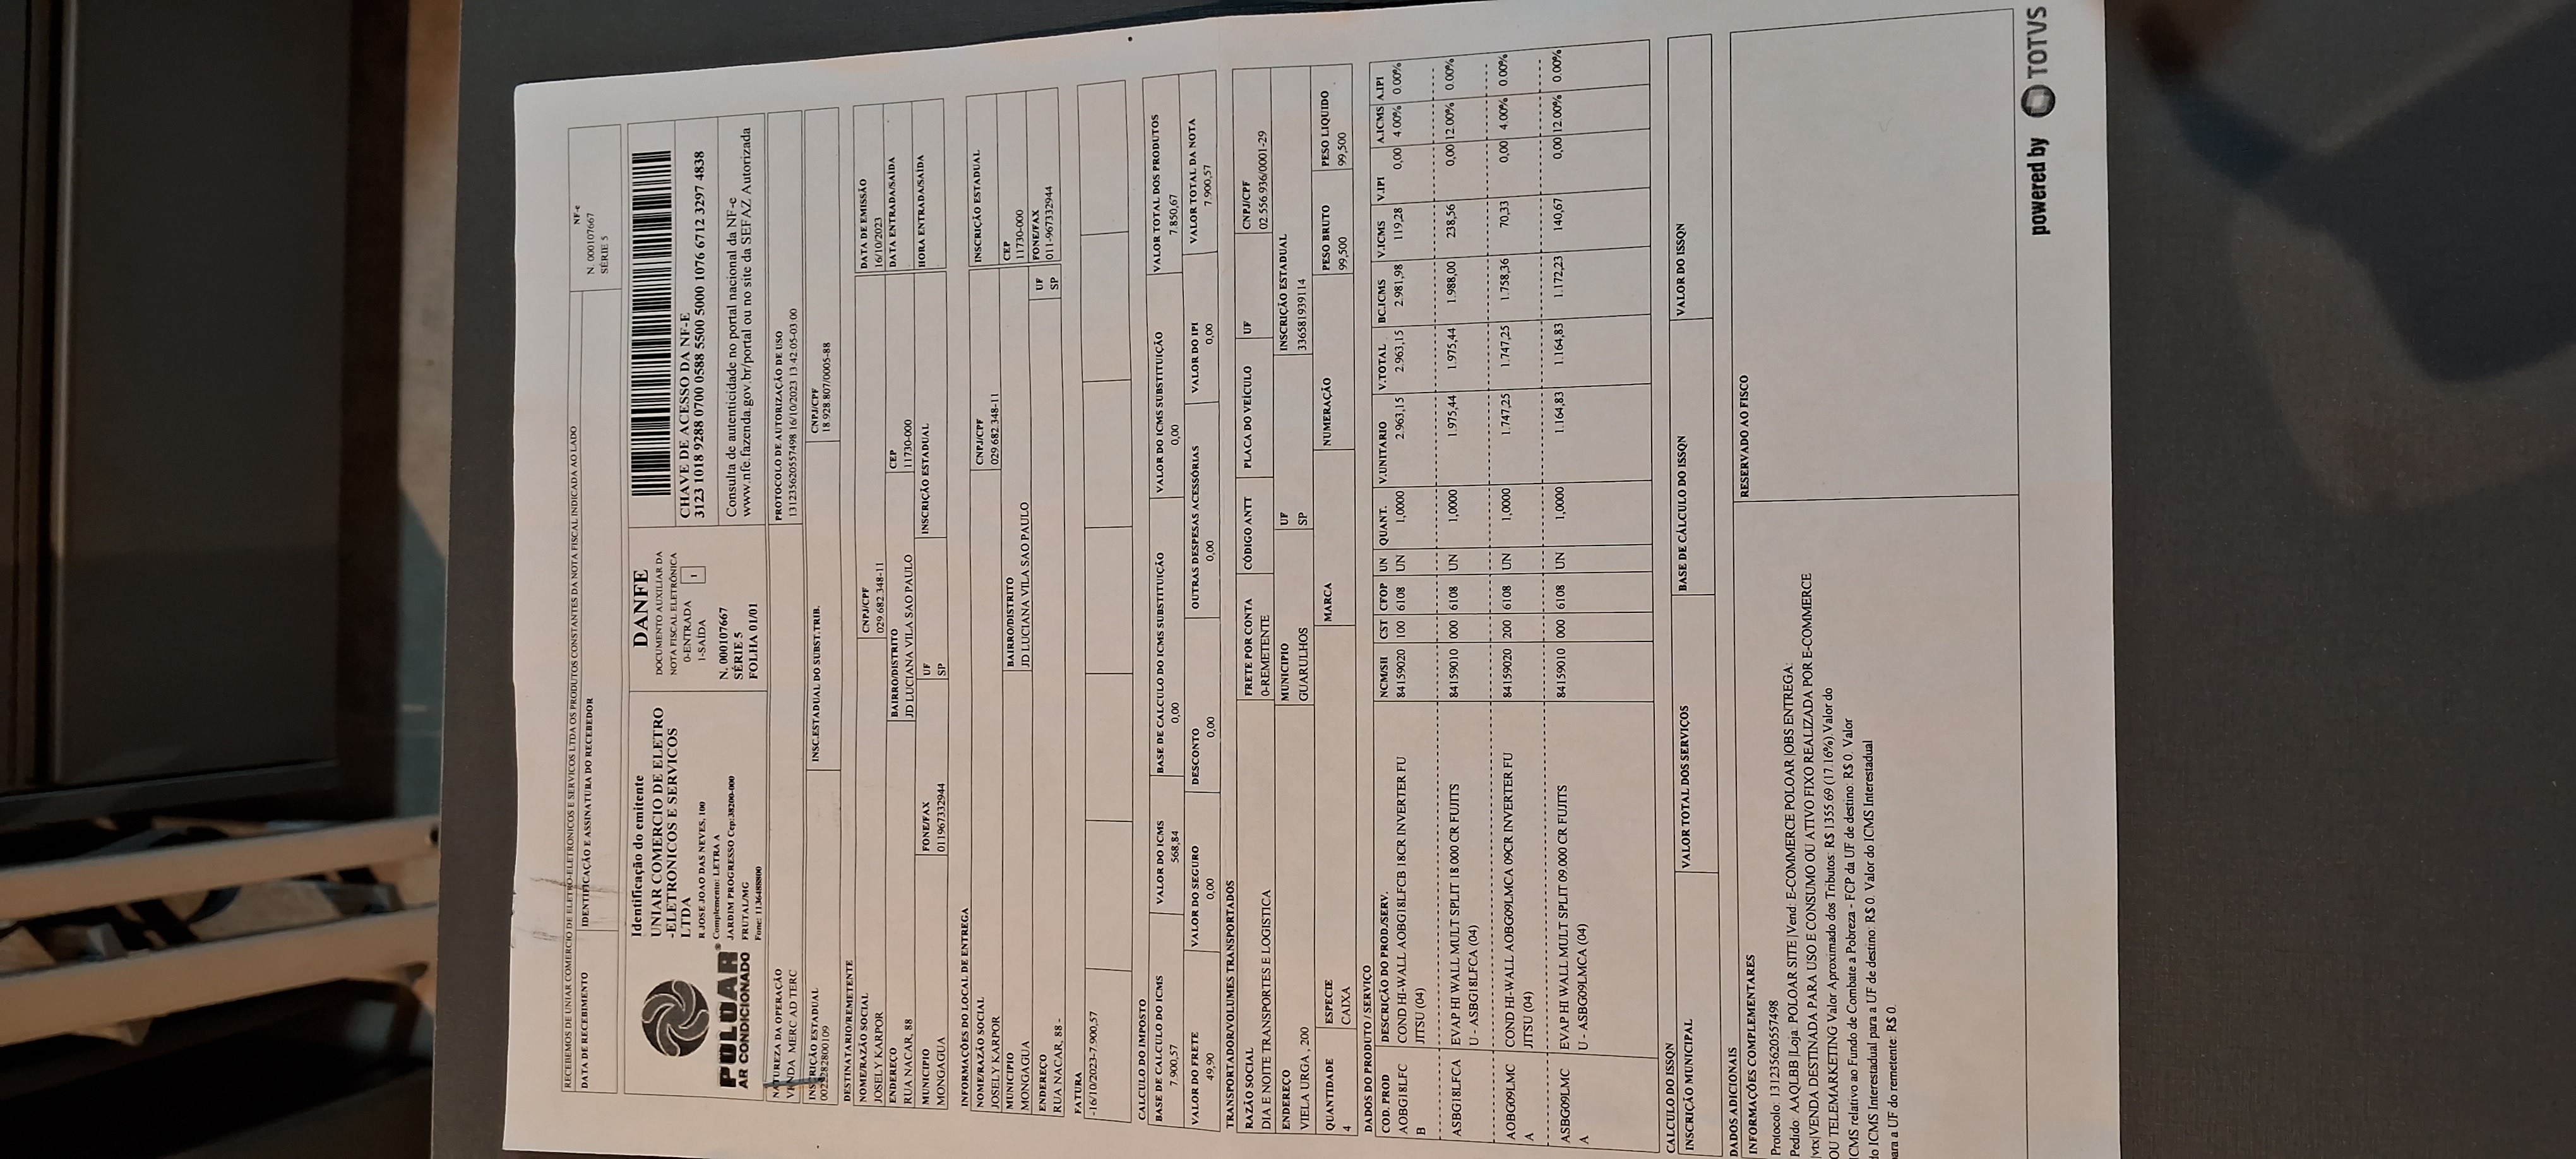 RECEBEMOS DE UNIAR COMERCIO DE ELETRO-ELETRONICOS E SERVICOS LTDA OS PRODUTOS CONSTANTES DA NOTA FISCAL INDICADA AO LADO
DATA DE RECEBIMENTO
IDENTIFICAÇÃO E ASSINATURA DO RECEBEDOR
NF-e
N. 000107667
SÉRIE 5
POLOAR
AR CONDICIONADO
Identificação do emitente
UNIAR COMERCIO DE ELETRO
-ELETRONICOS E SERVICOS
LTDA
R JOSE JOAO DAS NEVES, 100
Complemento: LETRA A
JARDIM PROGRESSO Cep:38200-000
FRUTAL/MG
Fone: 1136488800
DANFE
DOCUMENTO AUXILIAR DA
NOTA FISCAL ELETRÔNICA
0-ENTRADA
1-SAÍDA
1
N. 000107667
SÉRIE 5
FOLHA 01/01
CHAVE DE ACESSO DA NF-E
3123 1018 9288 0700 0588 5500 5000 1076 6712 3297 4838
Consulta de autenticidade no portal nacional da NF-e
www.nfe.fazenda.gov.br/portal ou no site da SEFAZ Autorizada
NATUREZA DA OPERAÇÃO
VENDA MERC AD TERC
PROTOCOLO DE AUTORIZAÇÃO DE USO
131235620557498 16/10/2023 13:42:05-03:00
INSCRIÇÃO ESTADUAL
0022282800109
INSC.ESTADUAL DO SUBST.TRIB.
CNPJ/CPF
18.928.807/0005-88
DESTINATARIO/REMETENTE
NOME/RAZÃO SOCIAL
JOSELY KARPOR
CNPJ/CPF
029.682.348-11
DATA DE EMISSÃO
16/10/2023
ENDEREÇO
RUA NACAR, 88
BAIRRO/DISTRITO
JD LUCIANA VILA SAO PAULO
CEP
11730-000
DATA ENTRADA/SAÍDA
MUNICIPIO
MONGAGUA
FONE/FAX
011967332944
UF
SP
INSCRIÇÃO ESTADUAL
HORA ENTRADA/SAÍDA
INFORMAÇÕES DO LOCAL DE ENTREGA
NOME/RAZÃO SOCIAL
JOSELY KARPOR
CNPJ/CPF
029.682.348-11
INSCRIÇÃO ESTADUAL
MUNICIPIO
MONGAGUA
BAIRRO/DISTRITO
JD LUCIANA VILA SAO PAULO
CEP
11730-000
ENDEREÇO
RUA NACAR, 88 -
UF
SP
FONE/FAX
011-967332944
FATURA
-16/10/2023-7.900,57
CALCULO DO IMPOSTO
BASE DE CALCULO DO ICMS
7.900,57
VALOR DO ICMS
568,84
BASE DE CALCULO DO ICMS SUBSTITUIÇÃO
0,00
VALOR DO ICMS SUBSTITUIÇÃO
0,00
VALOR TOTAL DOS PRODUTOS
7.850,67
VALOR DO FRETE
49,90
VALOR DO SEGURO
0,00
DESCONTO
0,00
OUTRAS DESPESAS ACESSÓRIAS
0,00
VALOR DO IPI
0,00
VALOR TOTAL DA NOTA
7.900,57
TRANSPORTADOR/VOLUMES TRANSPORTADOS
RAZÃO SOCIAL
DIA E NOITE TRANSPORTES E LOGISTICA
FRETE POR CONTA
0-REMETENTE
CÓDIGO ANTT
PLACA DO VEÍCULO
UF
CNPJ/CPF
02.556.936/0001-29
ENDEREÇO
VIELA URGA , 200
MUNICIPIO
GUARULHOS
UF
SP
INSCRIÇÃO ESTADUAL
336581939114
QUANTIDADE
4
ESPECIE
CAIXA
MARCA
NUMERAÇÃO
PESO BRUTO
99,500
PESO LIQUIDO
99,500
DADOS DO PRODUTO / SERVIÇO
COD. PROD DESCRIÇÃO DO PROD./SERV. NCM/SH CST CFOP UN QUANT. V.UNITARIO V.TOTAL BC.ICMS V.ICMS V.IPI A.ICMS A.IPI
AOBG18LFC COND HI-WALL AOBG18LFCB 18CR INVERTER FU 84159020 100 6108 UN 1,0000 2.963,15 2.963,15 2.981,98 119,28 0,00 4.00% 0.00%
B JITSU (04)
ASBG18LFCA EVAP HI WALL MULT SPLIT 18.000 CR FUJITS 84159010 000 6108 UN 1,0000 1.975,44 1.975,44 1.988,00 238,56 0,00 12.00% 0.00%
U - ASBG18LFCA (04)
AOBG09LMC COND HI-WALL AOBG09LMCA 09CR INVERTER FU 84159020 200 6108 UN 1,0000 1.747,25 1.747,25 1.758,36 70,33 0,00 4.00% 0.00%
A JITSU (04)
ASBG09LMC EVAP HI WALL MULT SPLIT 09.000 CR FUJITS 84159010 000 6108 UN 1,0000 1.164,83 1.164,83 1.172,23 140,67 0,00 12.00% 0.00%
A U - ASBG09LMCA (04)
CALCULO DO ISSQN
INSCRIÇÃO MUNICIPAL
VALOR TOTAL DOS SERVIÇOS
BASE DE CÁLCULO DO ISSQN
VALOR DO ISSQN
DADOS ADICIONAIS
INFORMAÇÕES COMPLEMENTARES
RESERVADO AO FISCO
Protocolo: 131235620557498
Pedido: AAQLBB |Loja: POLOAR SITE |Vend: E-COMMERCE POLOAR |OBS ENTREGA:
|vtx|VENDA DESTINADA PARA USO E CONSUMO OU ATIVO FIXO REALIZADA POR E-COMMERCE
OU TELEMARKETING Valor Aproximado dos Tributos: R$ 1355.69 (17.16%).Valor do
ICMS relativo ao Fundo de Combate a Pobreza - FCP da UF de destino: R$ 0. Valor
do ICMS Interestadual para a UF de destino: R$ 0. Valor do ICMS Interestadual
para a UF do remetente: R$ 0.
powered by TOTVS